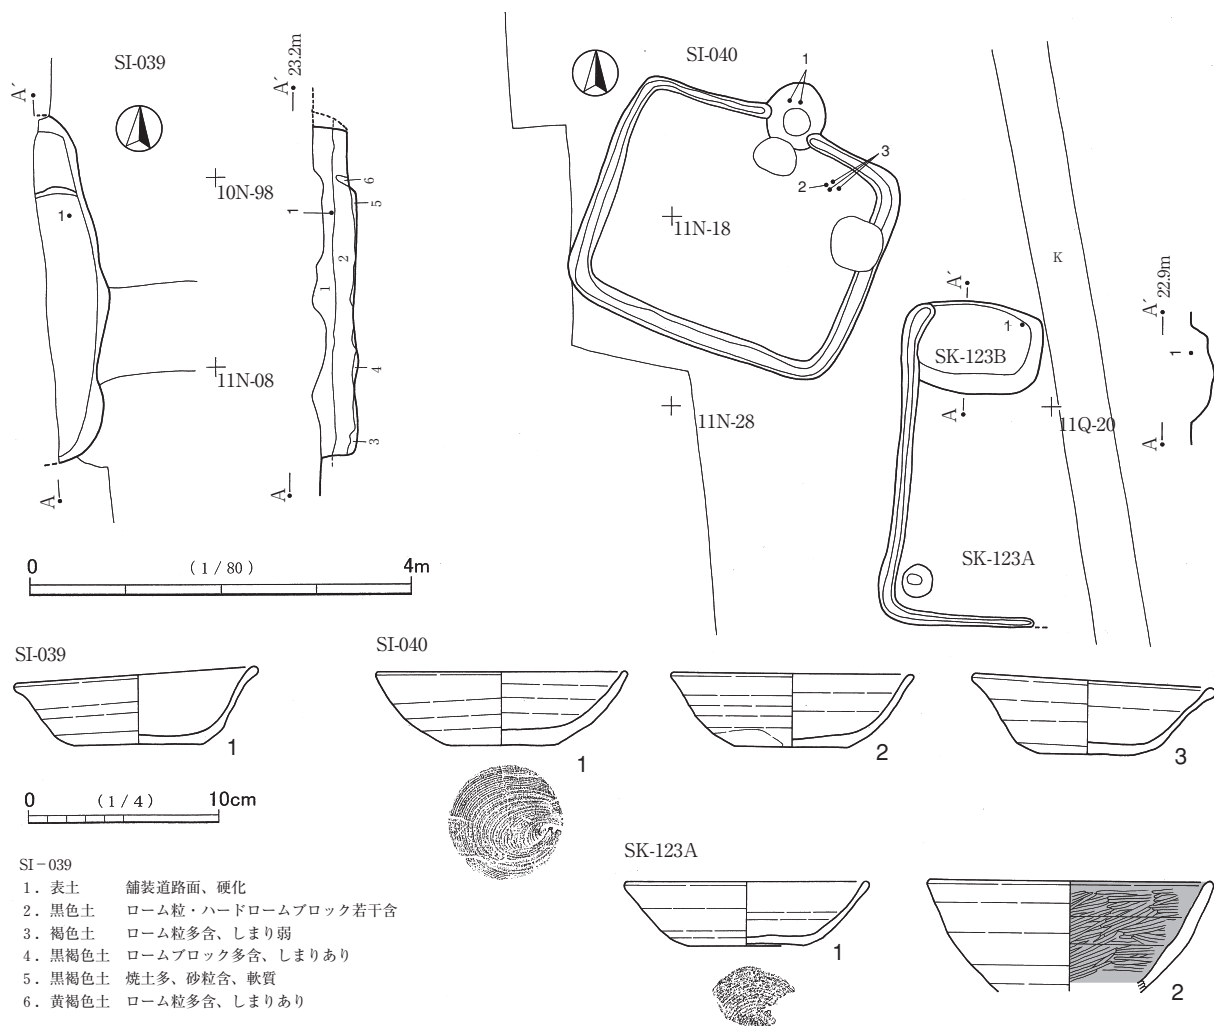 SI-039
A´
A´
23.2m
10N-98
1
1
6
5
2
1
11N-08
4
3
A
A
SI-040
1
3
2
11N-18
11N-28
K
A´
1
SK-123B
A
11Q-20
A´
22.9m
1
A
SK-123A
0 (1/80) 4m
SI-039
1
SI-040
1
2
3
0 (1/4) 10cm
SK-123A
1
2
SI-039
1．表土 舗装道路面、硬化
2．黒色土 ローム粒・ハードロームブロック若干含
3．褐色土 ローム粒多含、しまり弱
4．黒褐色土 ロームブロック多含、しまりあり
5．黒褐色土 焼土多、砂粒含、軟質
6．黄褐色土 ローム粒多含、しまりあり